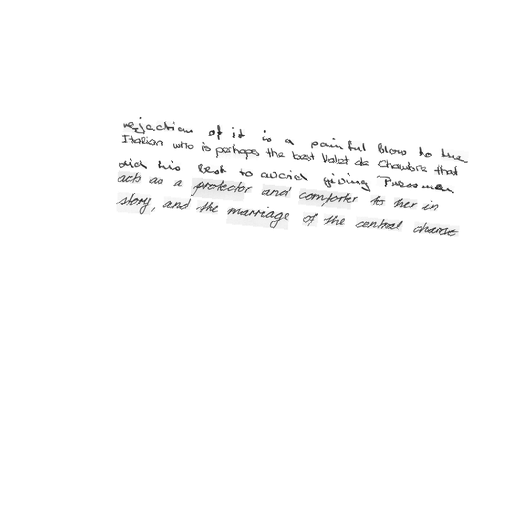 rejection of it is a painful blow to the
Italian who is perhaps the best Valet de Chambre that
did his best to avoid giving Pressman
acts as a protector and comforter to her in
story, and the marriage of the central charact